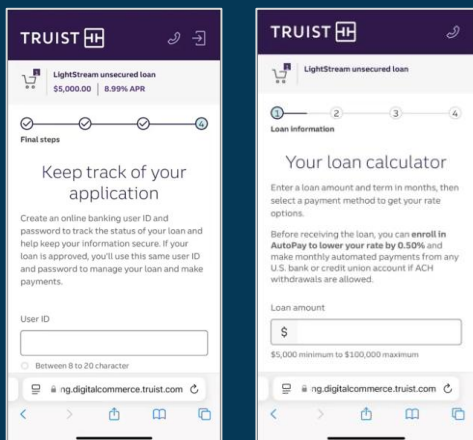 TRUIST
1
LightStream unsecured loan
$5,000.00 | 8.99% APR
4
Final steps
Keep track of your
application
Create an online banking user ID and
password to track the status of your loan and
help keep your information secure. If your
loan is approved, you'll use this same user ID
and password to manage your loan and make
payments.
User ID
Between 8 to 20 character
ng.digitalcommerce.truist.com
TRUIST
LightStream unsecured loan
1 2 3 4
Loan information
Your loan calculator
Enter a loan amount and term in months, then
select a payment method to get your rate
options.
Before receiving the loan, you can enroll in
AutoPay to lower your rate by 0.50% and
make monthly automated payments from any
U.S. bank or credit union account if ACH
withdrawals are allowed.
Loan amount
$
$5,000 minimum to $100,000 maximum
ng.digitalcommerce.truist.com